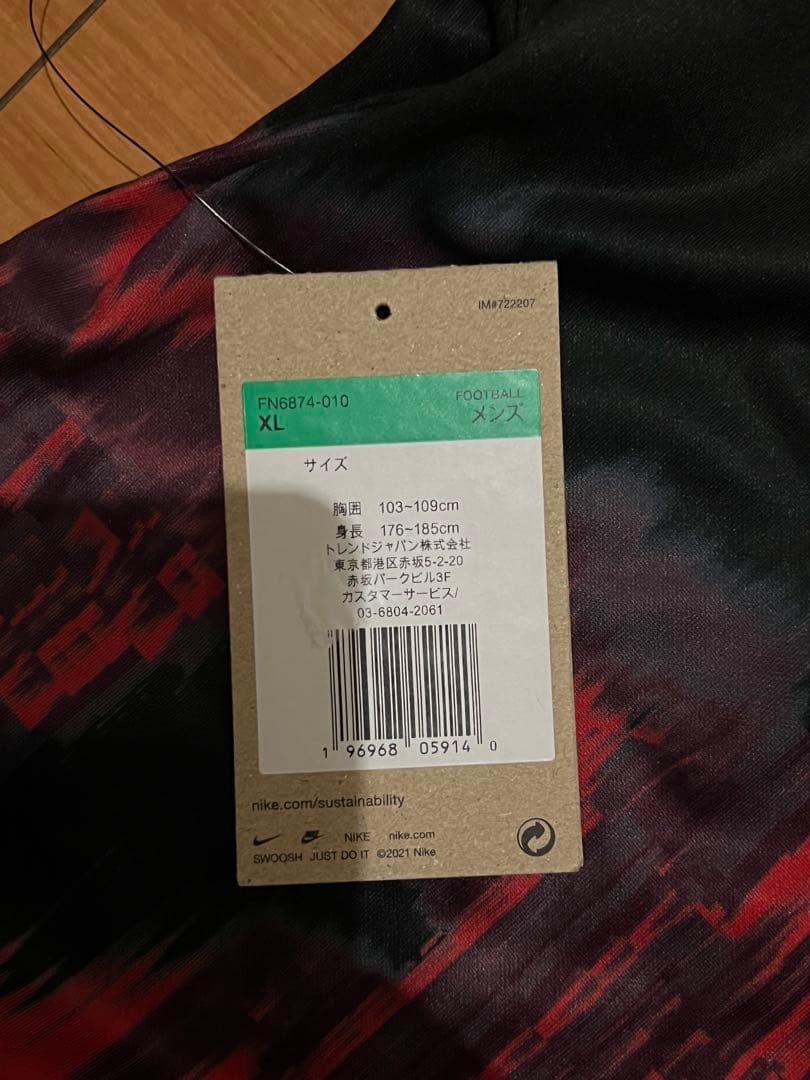 IM#722207
FN6874-010
FOOTBALL
XL
メンズ
サイズ
胸囲 103~109cm
身長 176~185cm
トレンドジャパン株式会社
東京都港区赤坂5-2-20
赤坂パークビル3F
カスタマーサービス/
03-6804-2061
1 96968 05914 0
nike.com/sustainability
NIKE nike.com
SWOOSH JUST DO IT ©2021 Nike